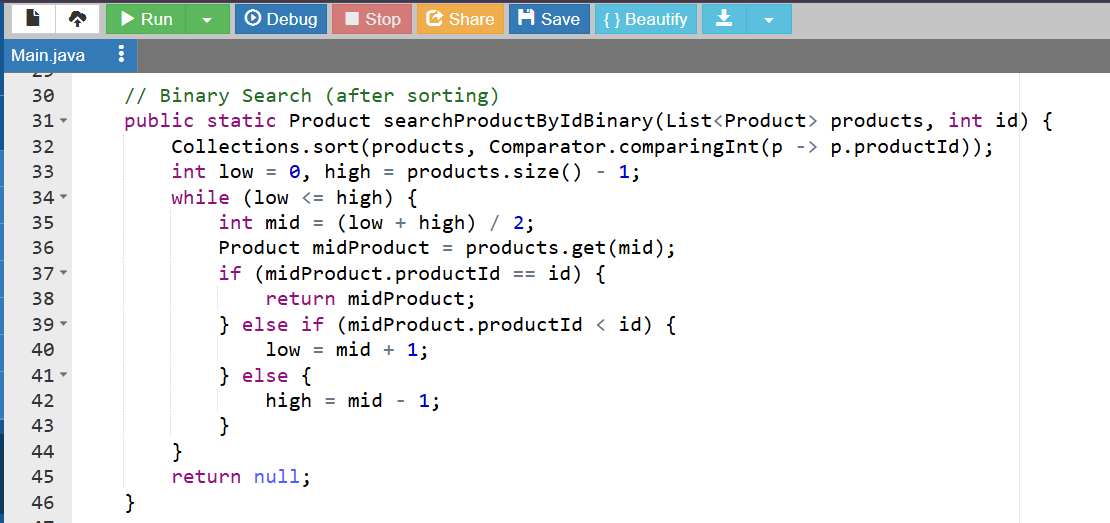 Run Debug Stop Share Save { } Beautify
Main.java
30 // Binary Search (after sorting)
31 public static Product searchProductByIdBinary(List<Product> products, int id) {
32 Collections.sort(products, Comparator.comparingInt(p -> p.productId));
33 int low = 0, high = products.size() - 1;
34 while (low <= high) {
35 int mid = (low + high) / 2;
36 Product midProduct = products.get(mid);
37 if (midProduct.productId == id) {
38 return midProduct;
39 } else if (midProduct.productId < id) {
40 low = mid + 1;
41 } else {
42 high = mid - 1;
43 }
44 }
45 return null;
46 }